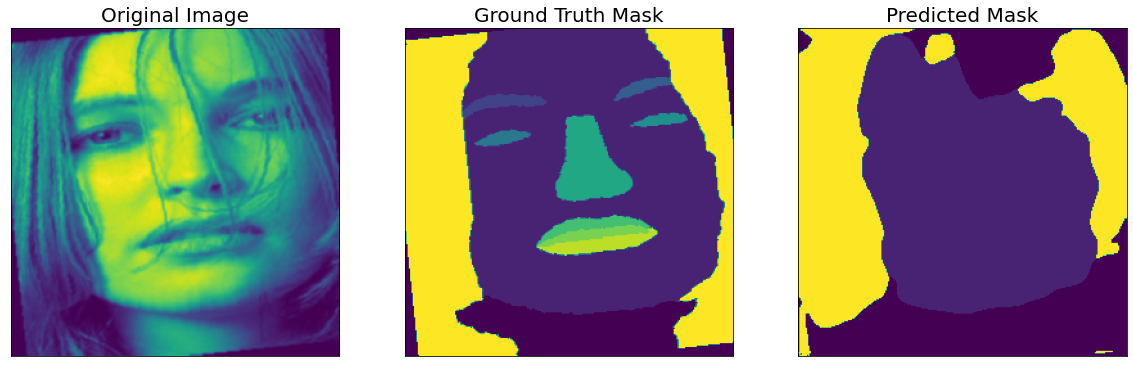 Original Image
Ground Truth Mask
Predicted Mask